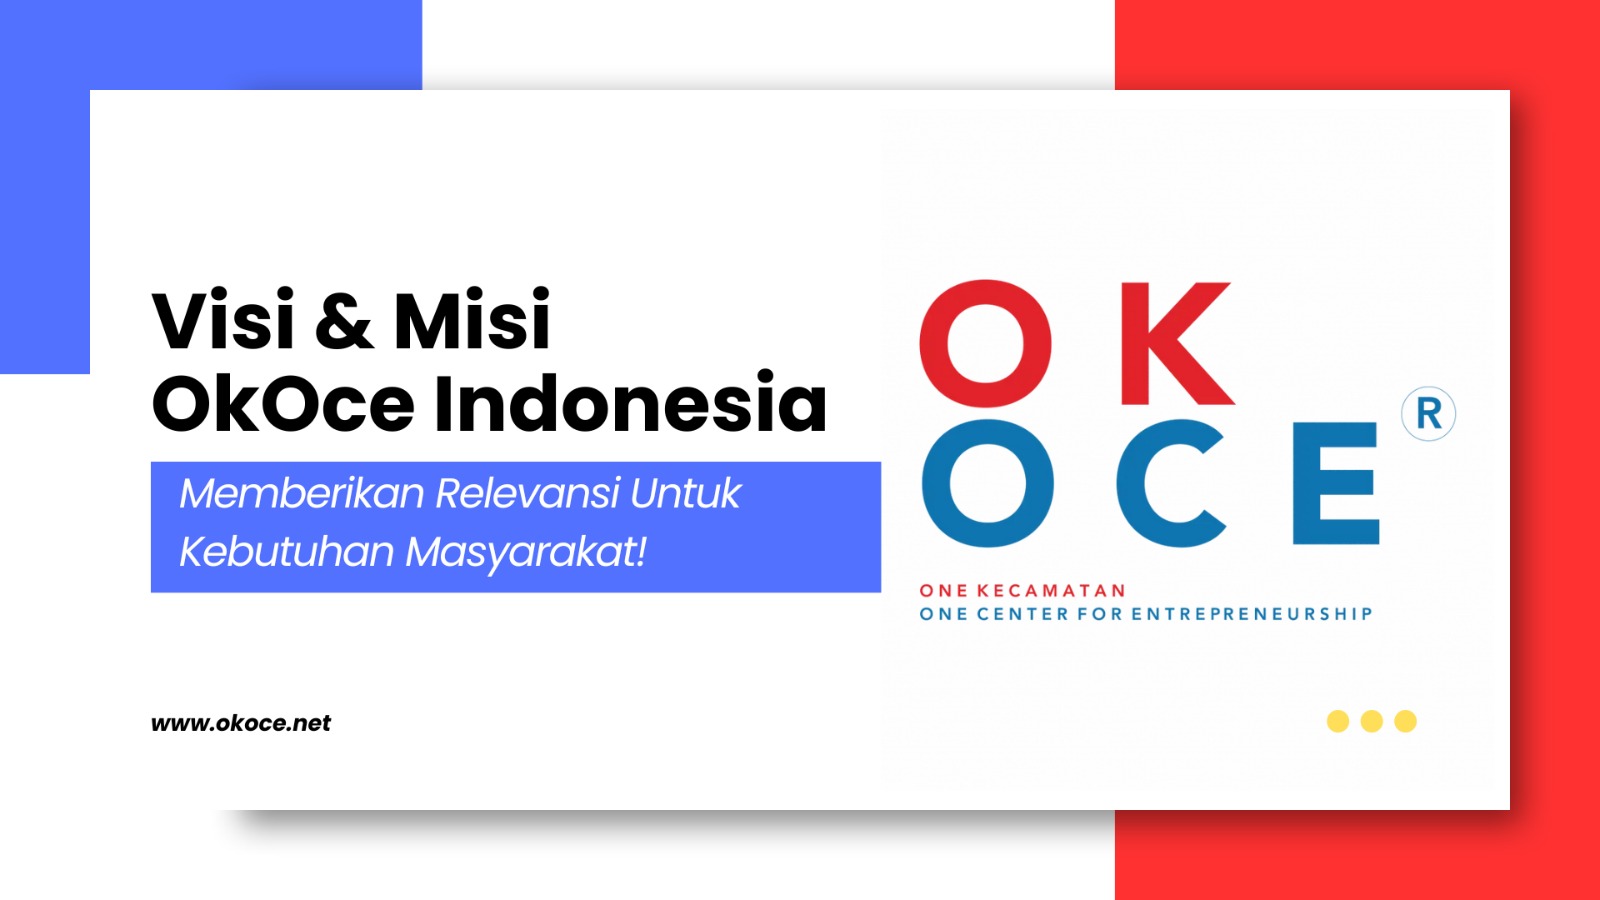 Visi & Misi
OkOce Indonesia
Memberikan Relevansi Untuk
Kebutuhan Masyarakat!
www.okoce.net
OK
OCE ®
ONE KECAMATAN
ONE CENTER FOR ENTREPRENEURSHIP